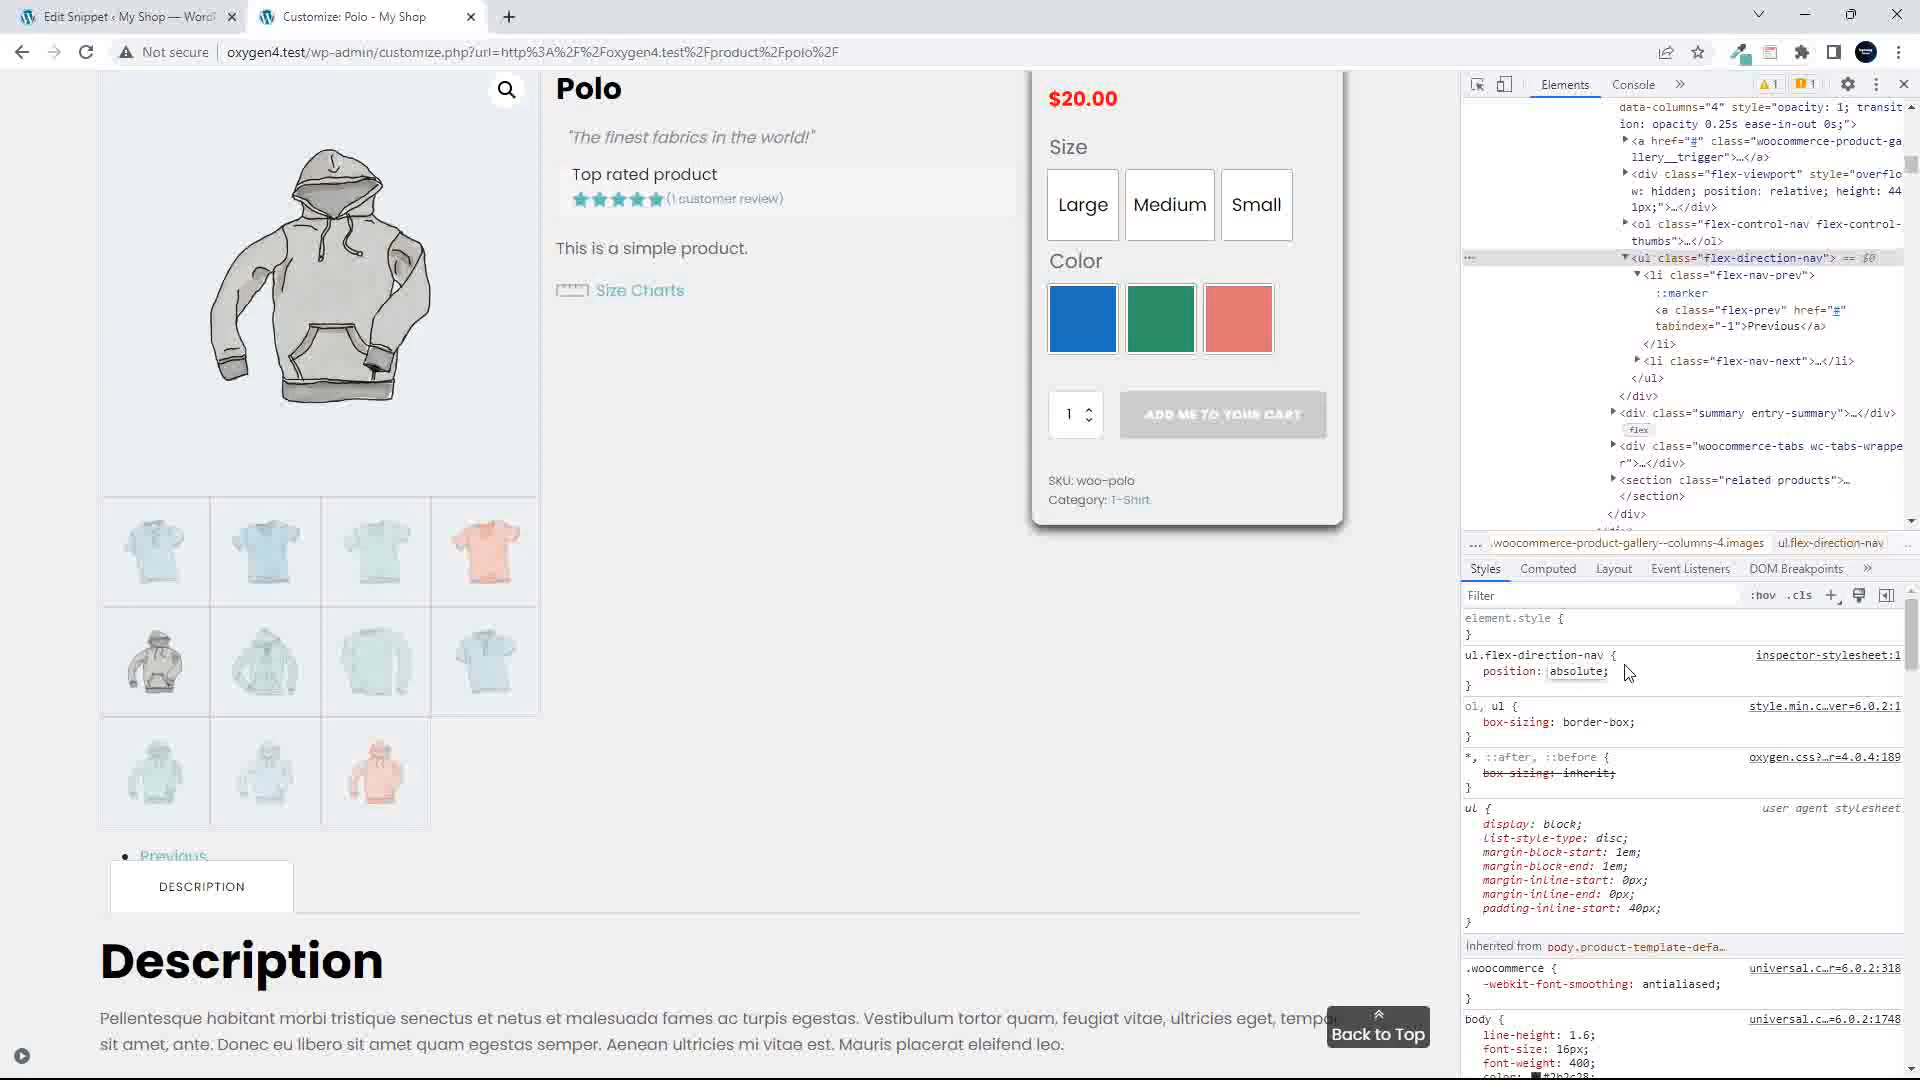 Edit Snippet ‹ My Shop — Word
Customize: Polo - My Shop
Not secure
oxygen4.test/wp-admin/customize.php?url=http%3A%2F%2Foxygen4.test%2Fproduct%2Fpolo%2F
Polo
"The finest fabrics in the world!"
Top rated product
(1 customer review)
This is a simple product.
Size Charts
$20.00
Size
Large Medium Small
Color
1 ADD ME TO YOUR CART
SKU: woo-polo
Category: T-Shirt
Previous
DESCRIPTION
Description
Pellentesque habitant morbi tristique senectus et netus et malesuada fames ac turpis egestas. Vestibulum tortor quam, feugiat vitae, ultricies eget, tempo
sit amet, ante. Donec eu libero sit amet quam egestas semper. Aenean ultricies mi vitae est. Mauris placerat eleifend leo.
Back to Top
Elements Console » 1 1
data-columns="4" style="opacity: 1; transit
ion: opacity 0.25s ease-in-out 0s;">
<a href="#" class="woocommerce-product-ga
llery__trigger">…</a>
<div class="flex-viewport" style="overflo
w: hidden; position: relative; height: 44
1px;">…</div>
<ol class="flex-control-nav flex-control-
thumbs">…</ol>
<ul class="flex-direction-nav"> == $0
<li class="flex-nav-prev">
::marker
<a class="flex-prev" href="#"
tabindex="-1">Previous</a>
</li>
<li class="flex-nav-next">…</li>
</ul>
</div>
<div class="summary entry-summary">…</div>
flex
<div class="woocommerce-tabs wc-tabs-wrappe
r">…</div>
<section class="related products">…
</section>
</div>
... .woocommerce-product-gallery--columns-4.images ul.flex-direction-nav
Styles Computed Layout Event Listeners DOM Breakpoints »
Filter :hov .cls +
element.style {
}
ul.flex-direction-nav { inspector-stylesheet:1
position: absolute;
}
ol, ul { style.min.c…ver=6.0.2:1
box-sizing: border-box;
}
*, ::after, ::before { oxygen.css?…r=4.0.4:189
box-sizing: inherit;
}
ul { user agent stylesheet
display: block;
list-style-type: disc;
margin-block-start: 1em;
margin-block-end: 1em;
margin-inline-start: 0px;
margin-inline-end: 0px;
padding-inline-start: 40px;
}
Inherited from body.product-template-defa…
.woocommerce { universal.c…r=6.0.2:318
-webkit-font-smoothing: antialiased;
}
body { universal.c…=6.0.2:1748
line-height: 1.6;
font-size: 16px;
font-weight: 400;
color: #2b2c28;